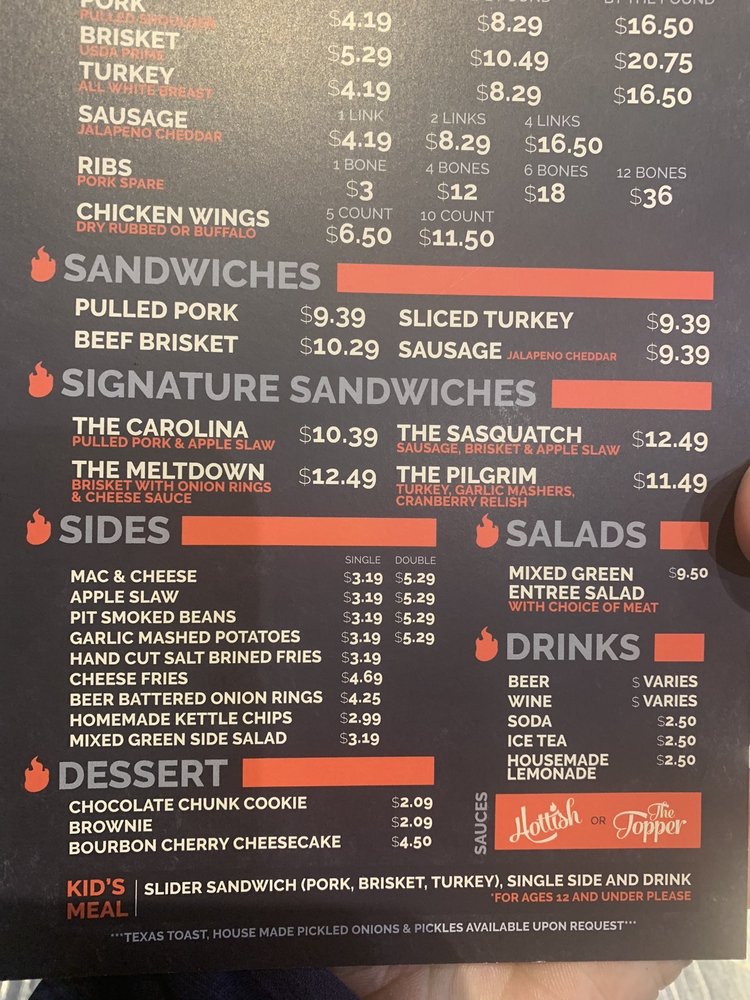 PORK $4.19 $8.29 $16.50
PULLED SHOULDER
BRISKET $5.29 $10.49 $20.75
USDA PRIME
TURKEY $4.19 $8.29 $16.50
ALL WHITE BREAST
1 LINK 2 LINKS 4 LINKS
SAUSAGE $4.19 $8.29 $16.50
JALAPENO CHEDDAR
1 BONE 4 BONES 6 BONES 12 BONES
RIBS $3 $12 $18 $36
PORK SPARE
5 COUNT 10 COUNT
CHICKEN WINGS $6.50 $11.50
DRY RUBBED OR BUFFALO
SANDWICHES
PULLED PORK $9.39
BEEF BRISKET $10.29
SLICED TURKEY $9.39
SAUSAGE JALAPENO CHEDDAR $9.39
SIGNATURE SANDWICHES
THE CAROLINA $10.39
PULLED PORK & APPLE SLAW
THE MELTDOWN $12.49
BRISKET WITH ONION RINGS
& CHEESE SAUCE
THE SASQUATCH $12.49
SAUSAGE, BRISKET & APPLE SLAW
THE PILGRIM $11.49
TURKEY, GARLIC MASHERS,
CRANBERRY RELISH
SIDES
SINGLE DOUBLE
MAC & CHEESE $3.19 $5.29
APPLE SLAW $3.19 $5.29
PIT SMOKED BEANS $3.19 $5.29
GARLIC MASHED POTATOES $3.19 $5.29
HAND CUT SALT BRINED FRIES $3.19
CHEESE FRIES $4.69
BEER BATTERED ONION RINGS $4.25
HOMEMADE KETTLE CHIPS $2.99
MIXED GREEN SIDE SALAD $3.19
DESSERT
CHOCOLATE CHUNK COOKIE $2.09
BROWNIE $2.09
BOURBON CHERRY CHEESECAKE $4.50
SALADS
MIXED GREEN $9.50
ENTREE SALAD
WITH CHOICE OF MEAT
DRINKS
BEER $ VARIES
WINE $ VARIES
SODA $2.50
ICE TEA $2.50
HOUSEMADE $2.50
LEMONADE
SAUCES
Hottish OR The Topper
KID'S
MEAL
SLIDER SANDWICH (PORK, BRISKET, TURKEY), SINGLE SIDE AND DRINK
*FOR AGES 12 AND UNDER PLEASE
***TEXAS TOAST, HOUSE MADE PICKLED ONIONS & PICKLES AVAILABLE UPON REQUEST***